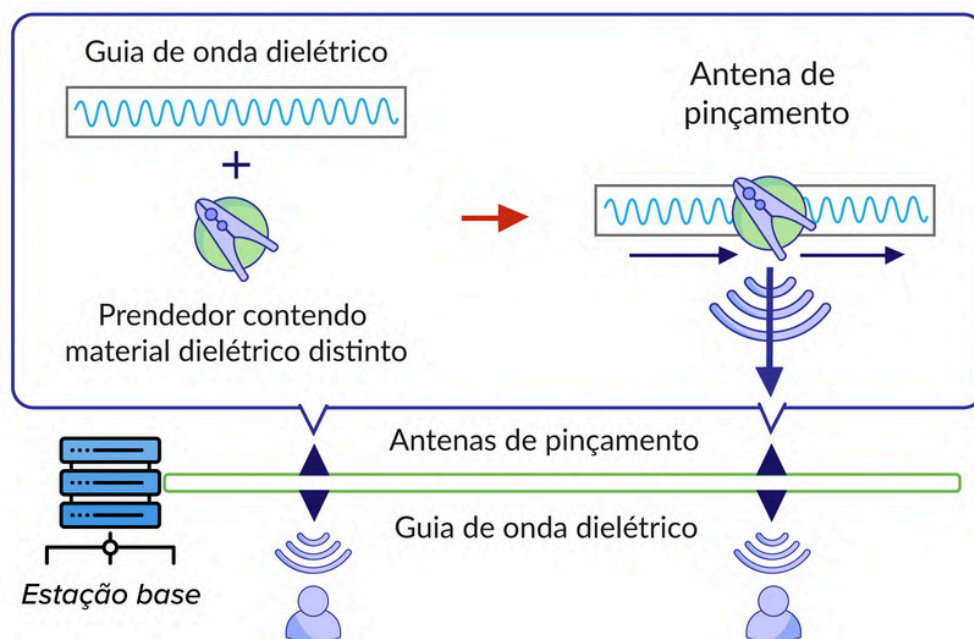 Guia de onda dielétrico
+
Antena de
pinçamento
Prendedor contendo
material dielétrico distinto
Antenas de pinçamento
Guia de onda dielétrico
Estação base